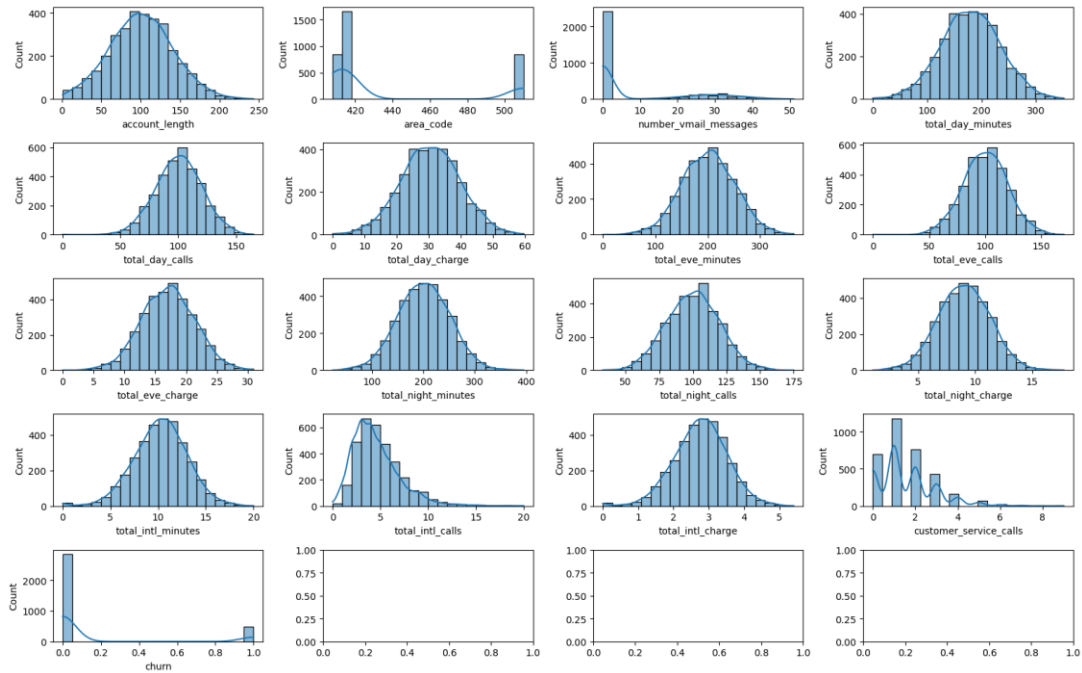 400
200
0
Count
0 50 100 150 200 250
account_length
1500
1000
500
0
Count
420 440 460 480 500
area_code
2000
1000
0
Count
0 10 20 30 40 50
number_vmail_messages
400
200
0
Count
0 100 200 300
total_day_minutes
600
400
200
0
Count
0 50 100 150
total_day_calls
400
200
0
Count
0 10 20 30 40 50 60
total_day_charge
400
200
0
Count
0 100 200 300
total_eve_minutes
600
400
200
0
Count
0 50 100 150
total_eve_calls
400
200
0
Count
0 5 10 15 20 25 30
total_eve_charge
400
200
0
Count
100 200 300 400
total_night_minutes
400
200
0
Count
50 75 100 125 150 175
total_night_calls
400
200
0
Count
5 10 15
total_night_charge
400
200
0
Count
0 5 10 15 20
total_intl_minutes
600
400
200
0
Count
0 5 10 15 20
total_intl_calls
400
200
0
Count
0 1 2 3 4 5
total_intl_charge
1000
500
0
Count
0 2 4 6 8
customer_service_calls
2000
1000
0
Count
0.0 0.2 0.4 0.6 0.8 1.0
churn
1.00
0.75
0.50
0.25
0.00
0.0 0.2 0.4 0.6 0.8 1.0
1.00
0.75
0.50
0.25
0.00
0.0 0.2 0.4 0.6 0.8 1.0
1.00
0.75
0.50
0.25
0.00
0.0 0.2 0.4 0.6 0.8 1.0